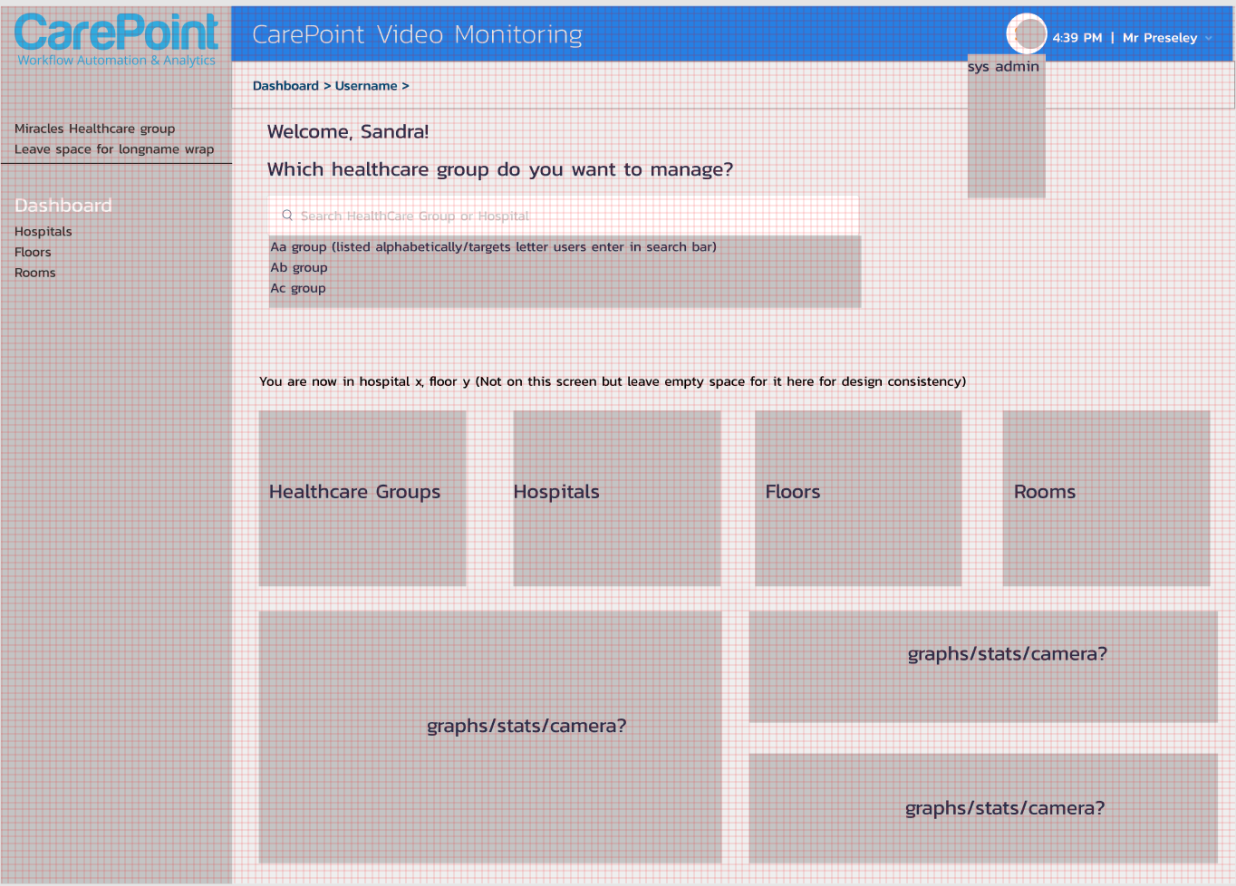 CarePoint
Workflow Automation & Analytics
CarePoint Video Monitoring
4:39 PM | Mr Preseley
sys admin
Dashboard > Username >
Miracles Healthcare group
Leave space for longname wrap
Dashboard
Hospitals
Floors
Rooms
Welcome, Sandra!
Which healthcare group do you want to manage?
Search HealthCare Group or Hospital
Aa group (listed alphabetically/targets letter users enter in search bar)
Ab group
Ac group
You are now in hospital x, floor y (Not on this screen but leave empty space for it here for design consistency)
Healthcare Groups
Hospitals
Floors
Rooms
graphs/stats/camera?
graphs/stats/camera?
graphs/stats/camera?